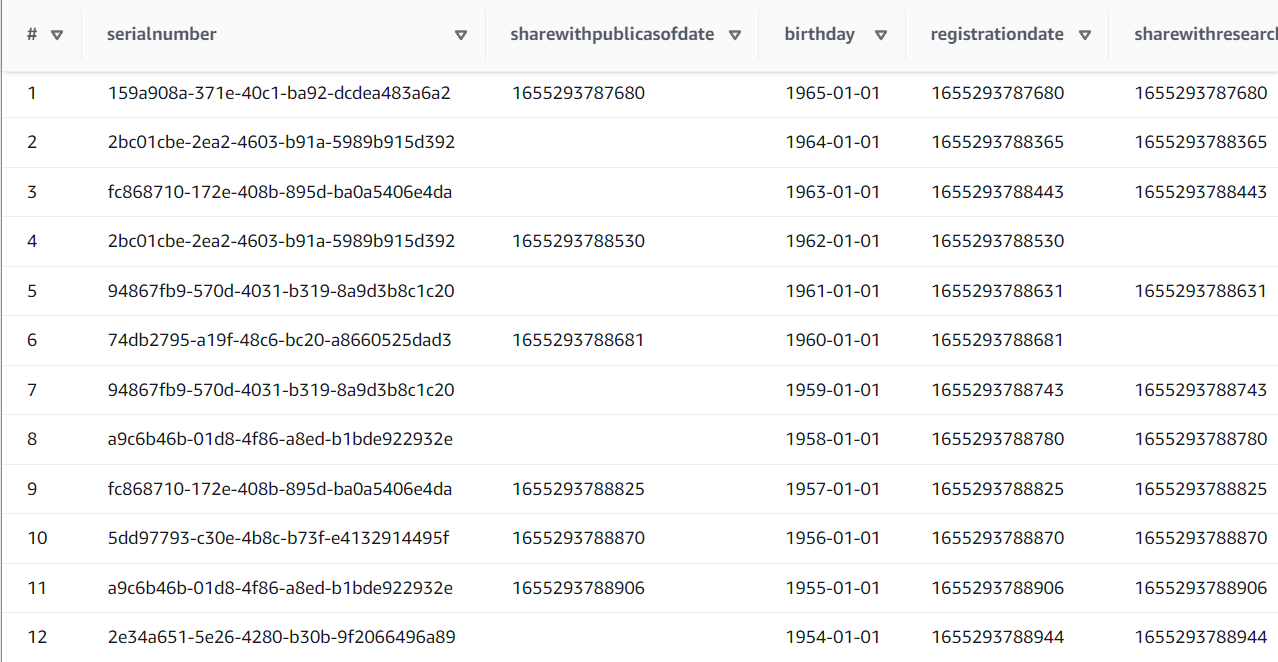 # serialnumber sharewithpublicasofdate birthday registrationdate sharewithresearch
1 159a908a-371e-40c1-ba92-dcdea483a6a2 1655293787680 1965-01-01 1655293787680 1655293787680
2 2bc01cbe-2ea2-4603-b91a-5989b915d392 1964-01-01 1655293788365 1655293788365
3 fc868710-172e-408b-895d-ba0a5406e4da 1963-01-01 1655293788443 1655293788443
4 2bc01cbe-2ea2-4603-b91a-5989b915d392 1655293788530 1962-01-01 1655293788530
5 94867fb9-570d-4031-b319-8a9d3b8c1c20 1961-01-01 1655293788631 1655293788631
6 74db2795-a19f-48c6-bc20-a8660525dad3 1655293788681 1960-01-01 1655293788681
7 94867fb9-570d-4031-b319-8a9d3b8c1c20 1959-01-01 1655293788743 1655293788743
8 a9c6b46b-01d8-4f86-a8ed-b1bde922932e 1958-01-01 1655293788780 1655293788780
9 fc868710-172e-408b-895d-ba0a5406e4da 1655293788825 1957-01-01 1655293788825 1655293788825
10 5dd97793-c30e-4b8c-b73f-e4132914495f 1655293788870 1956-01-01 1655293788870 1655293788870
11 a9c6b46b-01d8-4f86-a8ed-b1bde922932e 1655293788906 1955-01-01 1655293788906 1655293788906
12 2e34a651-5e26-4280-b30b-9f2066496a89 1954-01-01 1655293788944 1655293788944